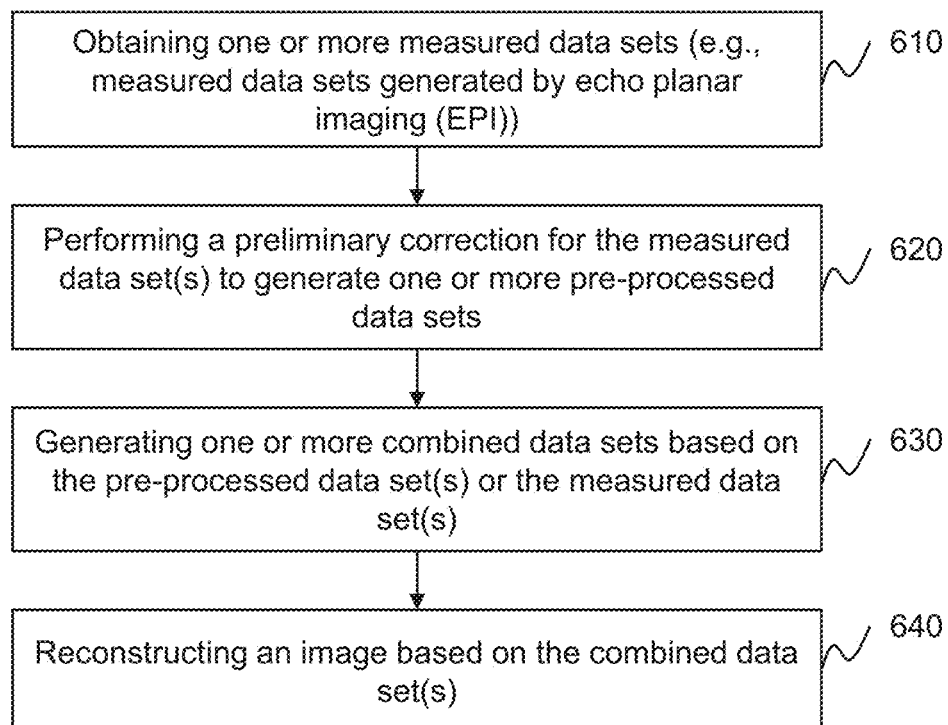 Obtaining one or more measured data sets (e.g.,
measured data sets generated by echo planar
imaging (EPI))
610
Performing a preliminary correction for the measured
data set(s) to generate one or more pre-processed
data sets
620
Generating one or more combined data sets based on
the pre-processed data set(s) or the measured data
set(s)
630
Reconstructing an image based on the combined data
set(s)
640